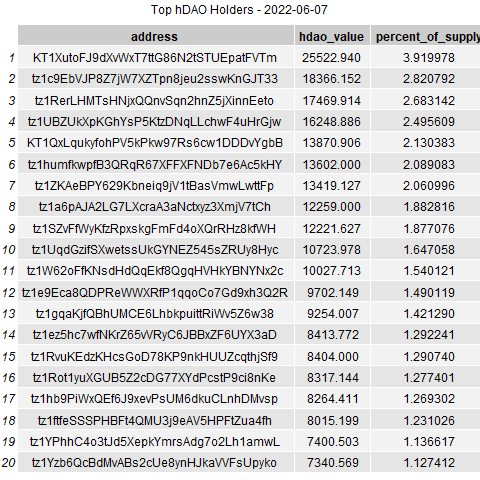 Top hDAO Holders - 2022-06-07
address hdao_value percent_of_supply
1 KT1XutoFJ9dXvWxT7ttG86N2tSTUEpatFVTm 25522.940 3.919978
2 tz1c9EbVJP8Z7jW7XZTpn8jeu2sswKnGJT33 18366.152 2.820792
3 tz1RerLHMTsHNjxQQnvSqn2hnZ5jXinnEeto 17469.914 2.683142
4 tz1UBZUkXpKGhYsP5KtzDNqLLchwF4uHrGjw 16248.886 2.495609
5 KT1QxLqukyfohPV5kPkw97Rs6cw1DDDvYgbB 13870.906 2.130383
6 tz1humfkwpfB3QRqR67XFFXFNDb7e6Ac5kHY 13602.000 2.089083
7 tz1ZKAeBPY629Kbneiq9jV1tBasVmwLwttFp 13419.127 2.060996
8 tz1a6pAJA2LG7LXcraA3aNctxyz3XmjV7tCh 12259.000 1.882816
9 tz1SZvFfWyKfzRpxskgFmFd4oXQrRHz8kfWH 12221.627 1.877076
10 tz1UqdGzifSXwetssUkGYNEZ545sZRUy8Hyc 10723.978 1.647058
11 tz1W62oFfKNsdHdQqEkf8QgqHVHkYBNYNx2c 10027.713 1.540121
12 tz1e9Eca8QDPReWWXRfP1qqoCo7Gd9xh3Q2R 9702.149 1.490119
13 tz1gqaKjfQBhUMCE6LhbkpuittRiWv5Z6w38 9254.007 1.421290
14 tz1ez5hc7wfNKrZ65vVRyC6JBBxZF6UYX3aD 8413.772 1.292241
15 tz1RvuKEdzKHcsGoD78KP9nkHUUZcqthjSf9 8404.000 1.290740
16 tz1Rot1yuXGUB5Z2cDG77XYdPcstP9ci8nKe 8317.144 1.277401
17 tz1hb9PiWxQEf6J9xevPsUM6dkuCLnhDMvsp 8264.411 1.269302
18 tz1ftfeSSSPHBFt4QMU3j9eAV5HPFtZua4fh 8015.199 1.231026
19 tz1YPhhC4o3tJd5XepkYmrsAdg7o2Lh1amwL 7400.503 1.136617
20 tz1Yzb6QcBdMvABs2cUe8ynHJkaVVFsUpyko 7340.569 1.127412